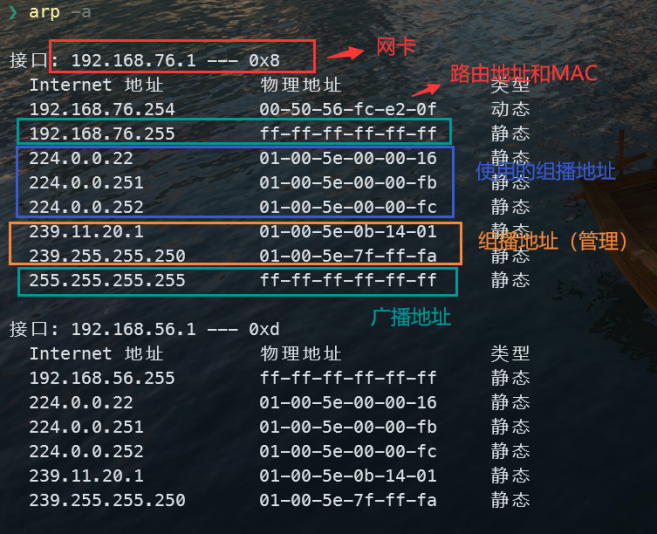 ❯ arp -a
接口: 192.168.76.1 --- 0x8
网卡
路由地址和MAC
Internet 地址 物理地址 类型
192.168.76.254 00-50-56-fc-e2-0f 动态
192.168.76.255 ff-ff-ff-ff-ff-ff 静态
224.0.0.22 01-00-5e-00-00-16 静态
使用的组播地址
224.0.0.251 01-00-5e-00-00-fb 静态
224.0.0.252 01-00-5e-00-00-fc 静态
239.11.20.1 01-00-5e-0b-14-01 静态
组播地址（管理）
239.255.255.250 01-00-5e-7f-ff-fa 静态
255.255.255.255 ff-ff-ff-ff-ff-ff 静态
广播地址
接口: 192.168.56.1 --- 0xd
Internet 地址 物理地址 类型
192.168.56.255 ff-ff-ff-ff-ff-ff 静态
224.0.0.22 01-00-5e-00-00-16 静态
224.0.0.251 01-00-5e-00-00-fb 静态
224.0.0.252 01-00-5e-00-00-fc 静态
239.11.20.1 01-00-5e-0b-14-01 静态
239.255.255.250 01-00-5e-7f-ff-fa 静态